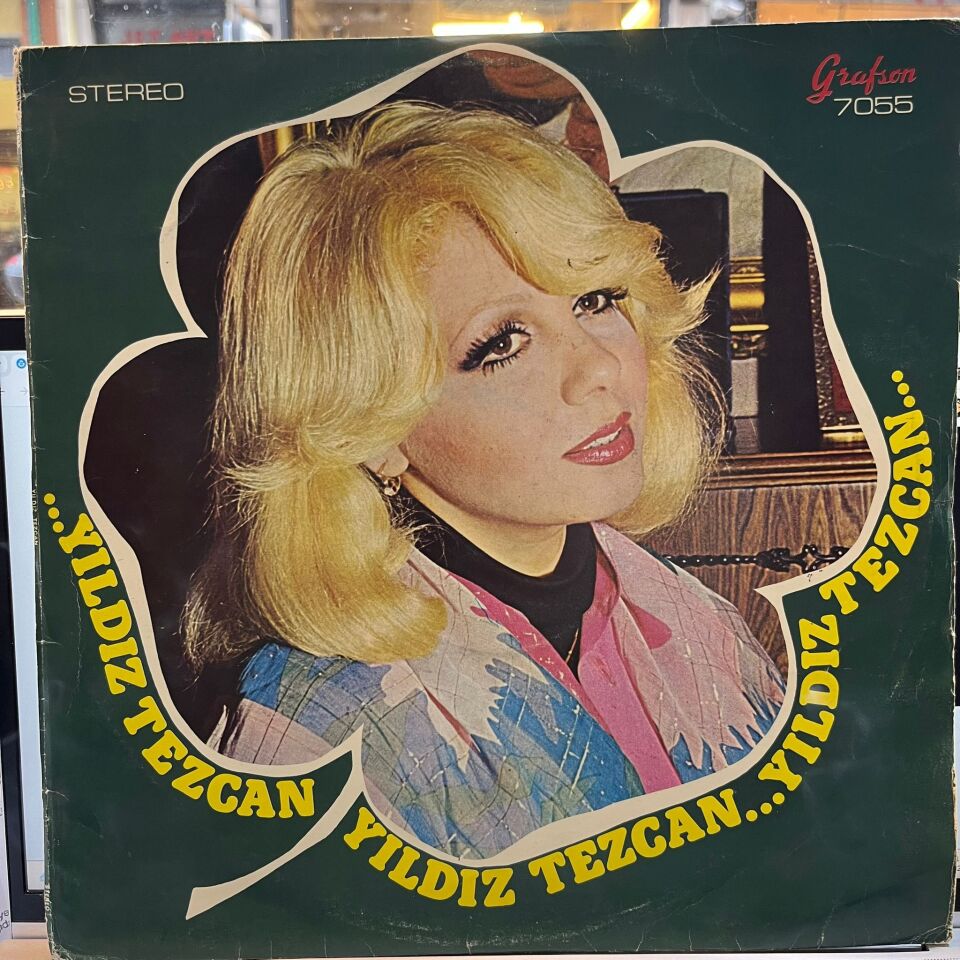 STEREO
Grafson
7055
...YILDIZ TEZCAN
YILDIZ TEZCAN...YILDIZ TEZCAN...